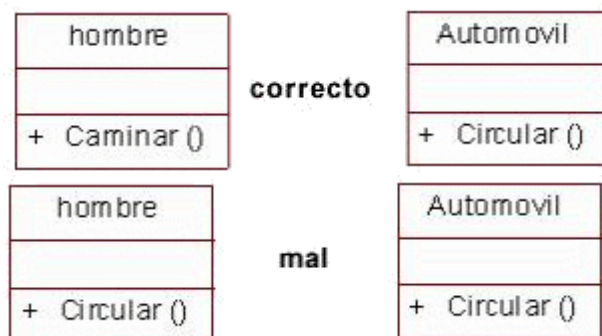 hombre
Automovil
correcto
+ Caminar ()
+ Circular ()
hombre
Automovil
mal
+ Circular ()
+ Circular ()